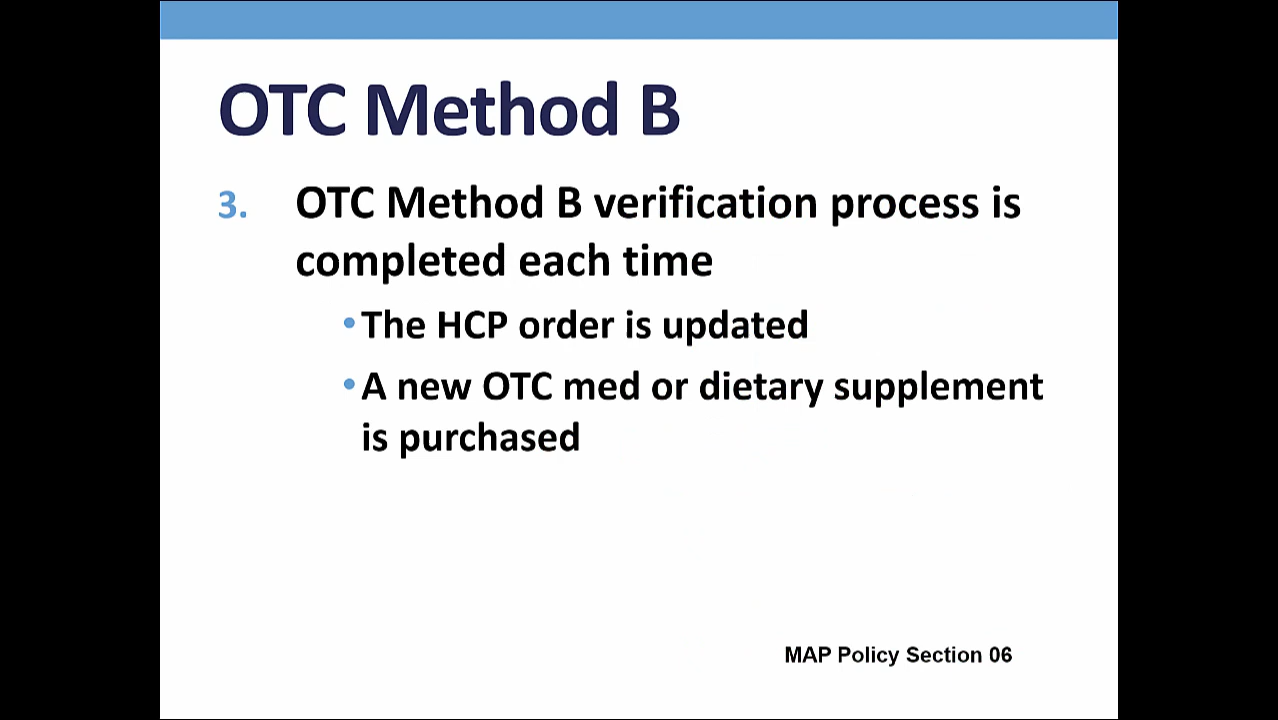 OTC Method B
3. OTC Method B verification process is
completed each time
•The HCP order is updated
•A new OTC med or dietary supplement
is purchased
MAP Policy Section 06